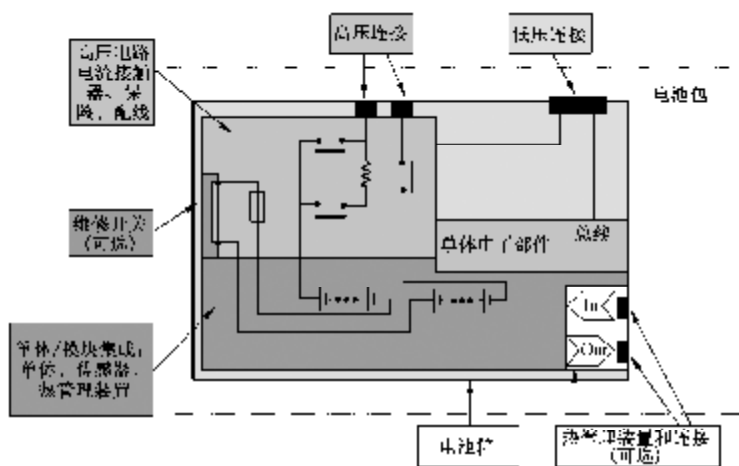 高压连接
低压连接
高压电路
电流接触
器、保
险，配线
电池包
维修开关
(可选)
单体电子部件
总线
单体/模块集成:
单体，传感器，
热管理装置
In
Out
电池箱
热管理装置和连接
(可选)